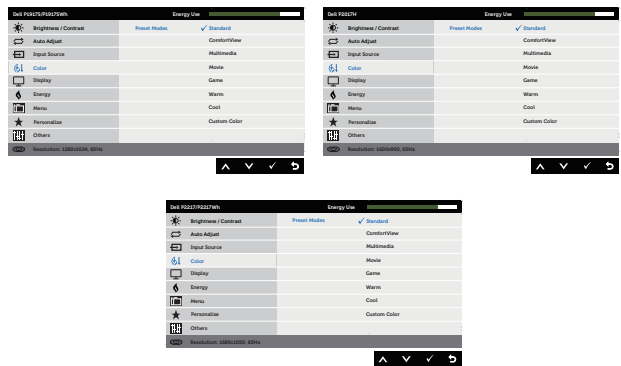 Dell P1917S/P1917SWh Energy Use
Brightness / Contrast Preset Modes ✓ Standard
Auto Adjust ComfortView
Input Source Multimedia
Color Movie
Display Game
Energy Warm
Menu Cool
Personalize Custom Color
Others
Resolution: 1280x1024, 60Hz
Dell P2017H Energy Use
Brightness / Contrast Preset Modes ✓ Standard
Auto Adjust ComfortView
Input Source Multimedia
Color Movie
Display Game
Energy Warm
Menu Cool
Personalize Custom Color
Others
Resolution: 1600x900, 60Hz
Dell P2217/P2217Wh Energy Use
Brightness / Contrast Preset Modes ✓ Standard
Auto Adjust ComfortView
Input Source Multimedia
Color Movie
Display Game
Energy Warm
Menu Cool
Personalize Custom Color
Others
Resolution: 1680x1050, 60Hz